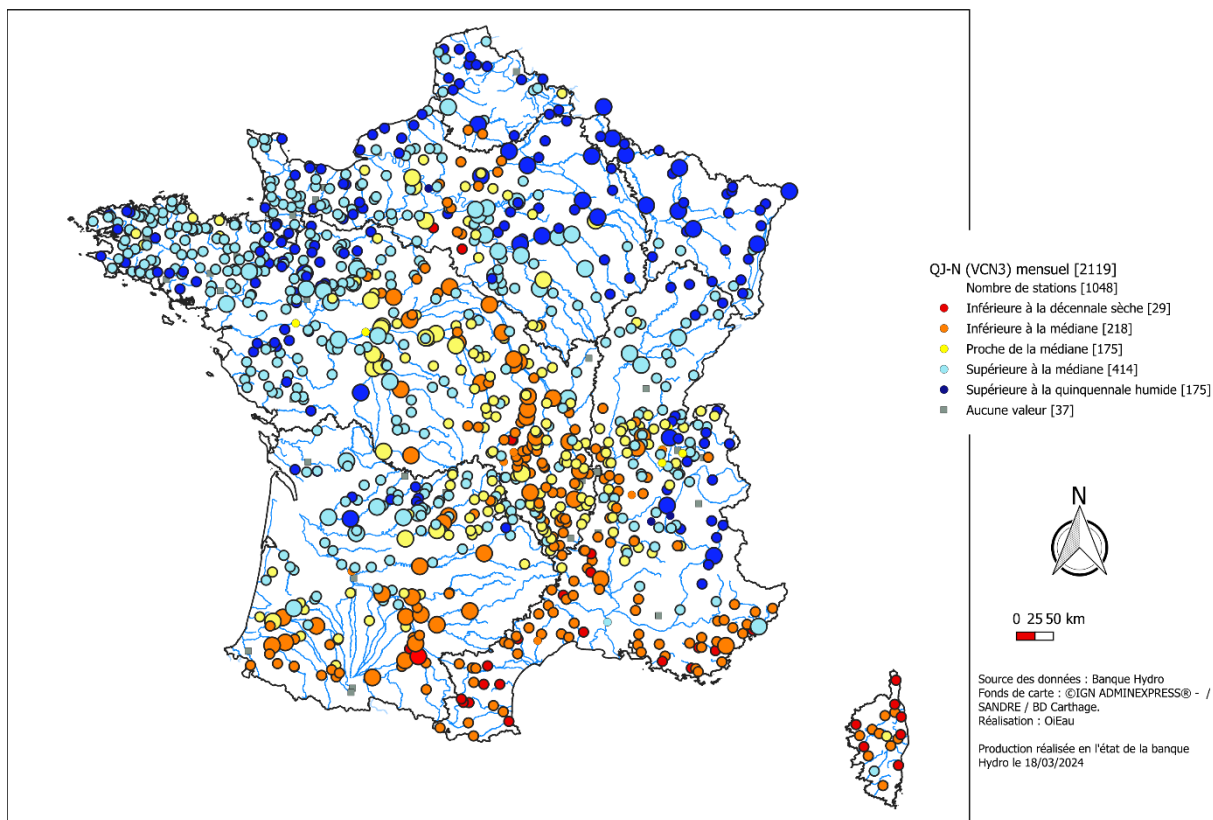 QJ-N (VCN3) mensuel [2119]
Nombre de stations [1048]
Inférieure à la décennale sèche [29]
Inférieure à la médiane [218]
Proche de la médiane [175]
Supérieure à la médiane [414]
Supérieure à la quinquennale humide [175]
Aucune valeur [37]
N
0 25 50 km
Source des données : Banque Hydro
Fonds de carte : ©IGN ADMINEXPRESS® - /
SANDRE / BD Carthage.
Réalisation : OiEau
Production réalisée en l'état de la banque
Hydro le 18/03/2024